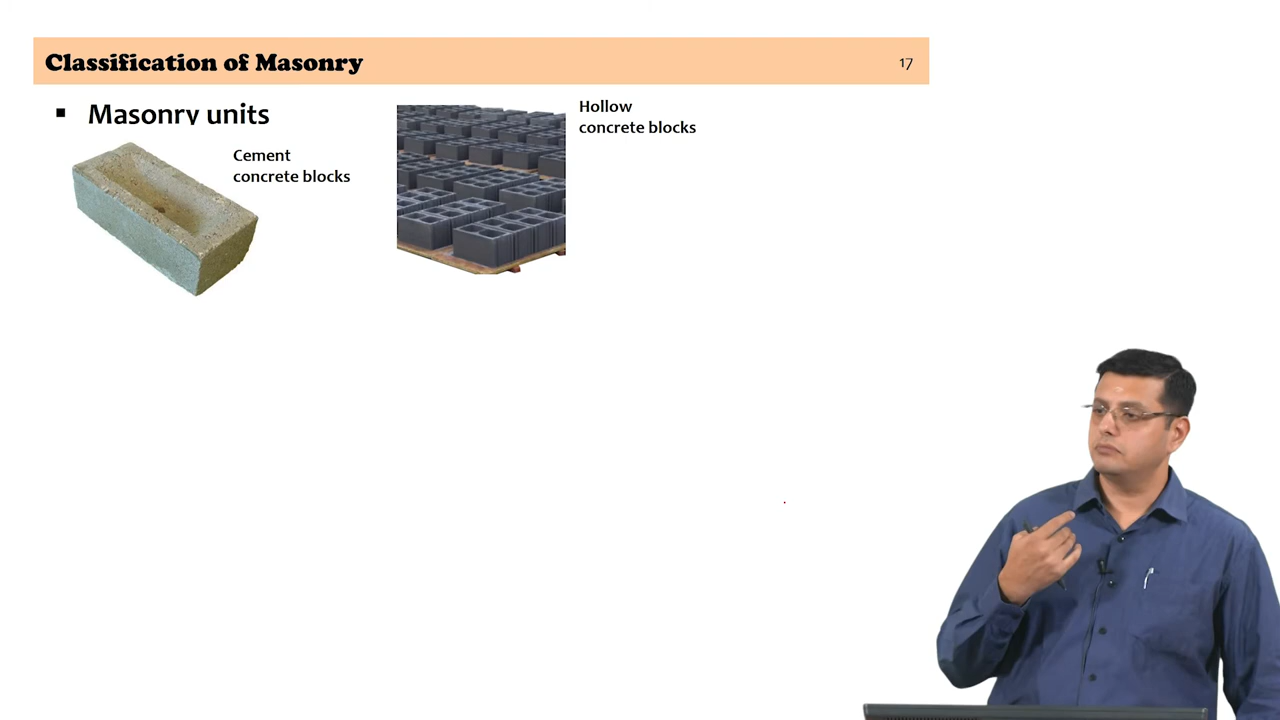 Classification of Masonry
17
▪ Masonry units
Cement
concrete blocks
Hollow
concrete blocks